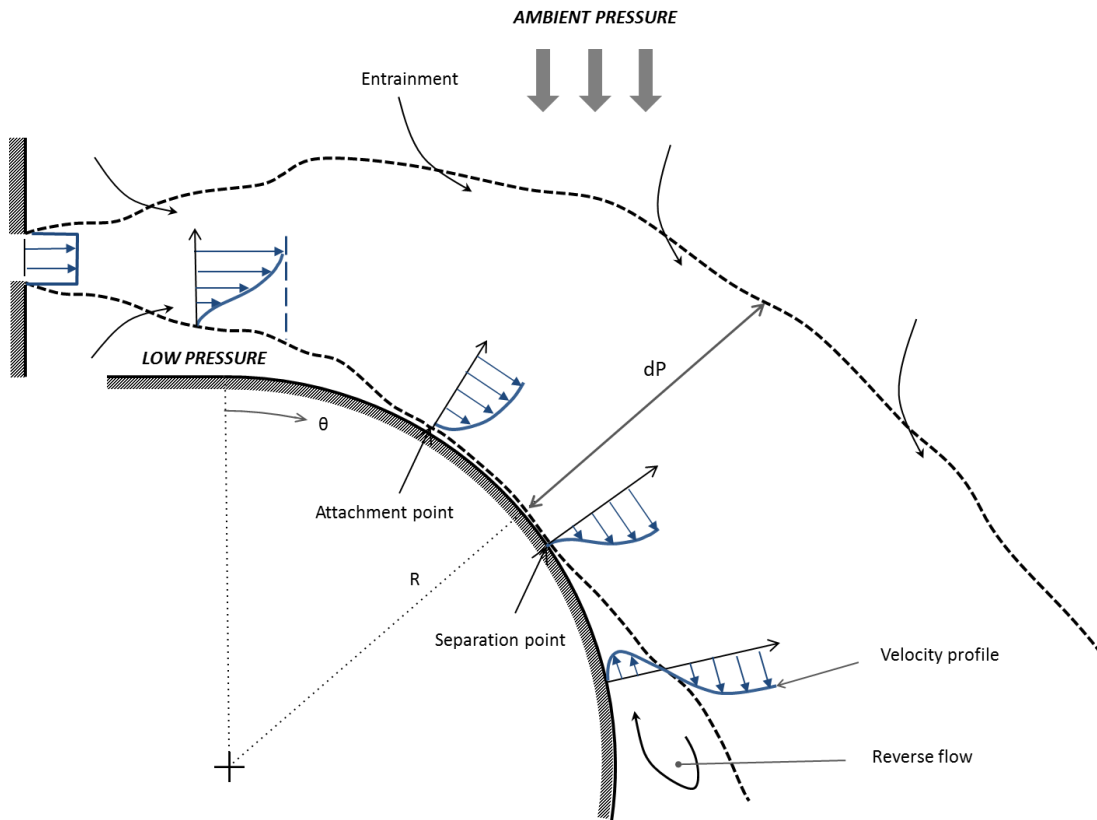 AMBIENT PRESSURE
Entrainment
LOW PRESSURE
dP
θ
Attachment point
R
Separation point
Velocity profile
Reverse flow